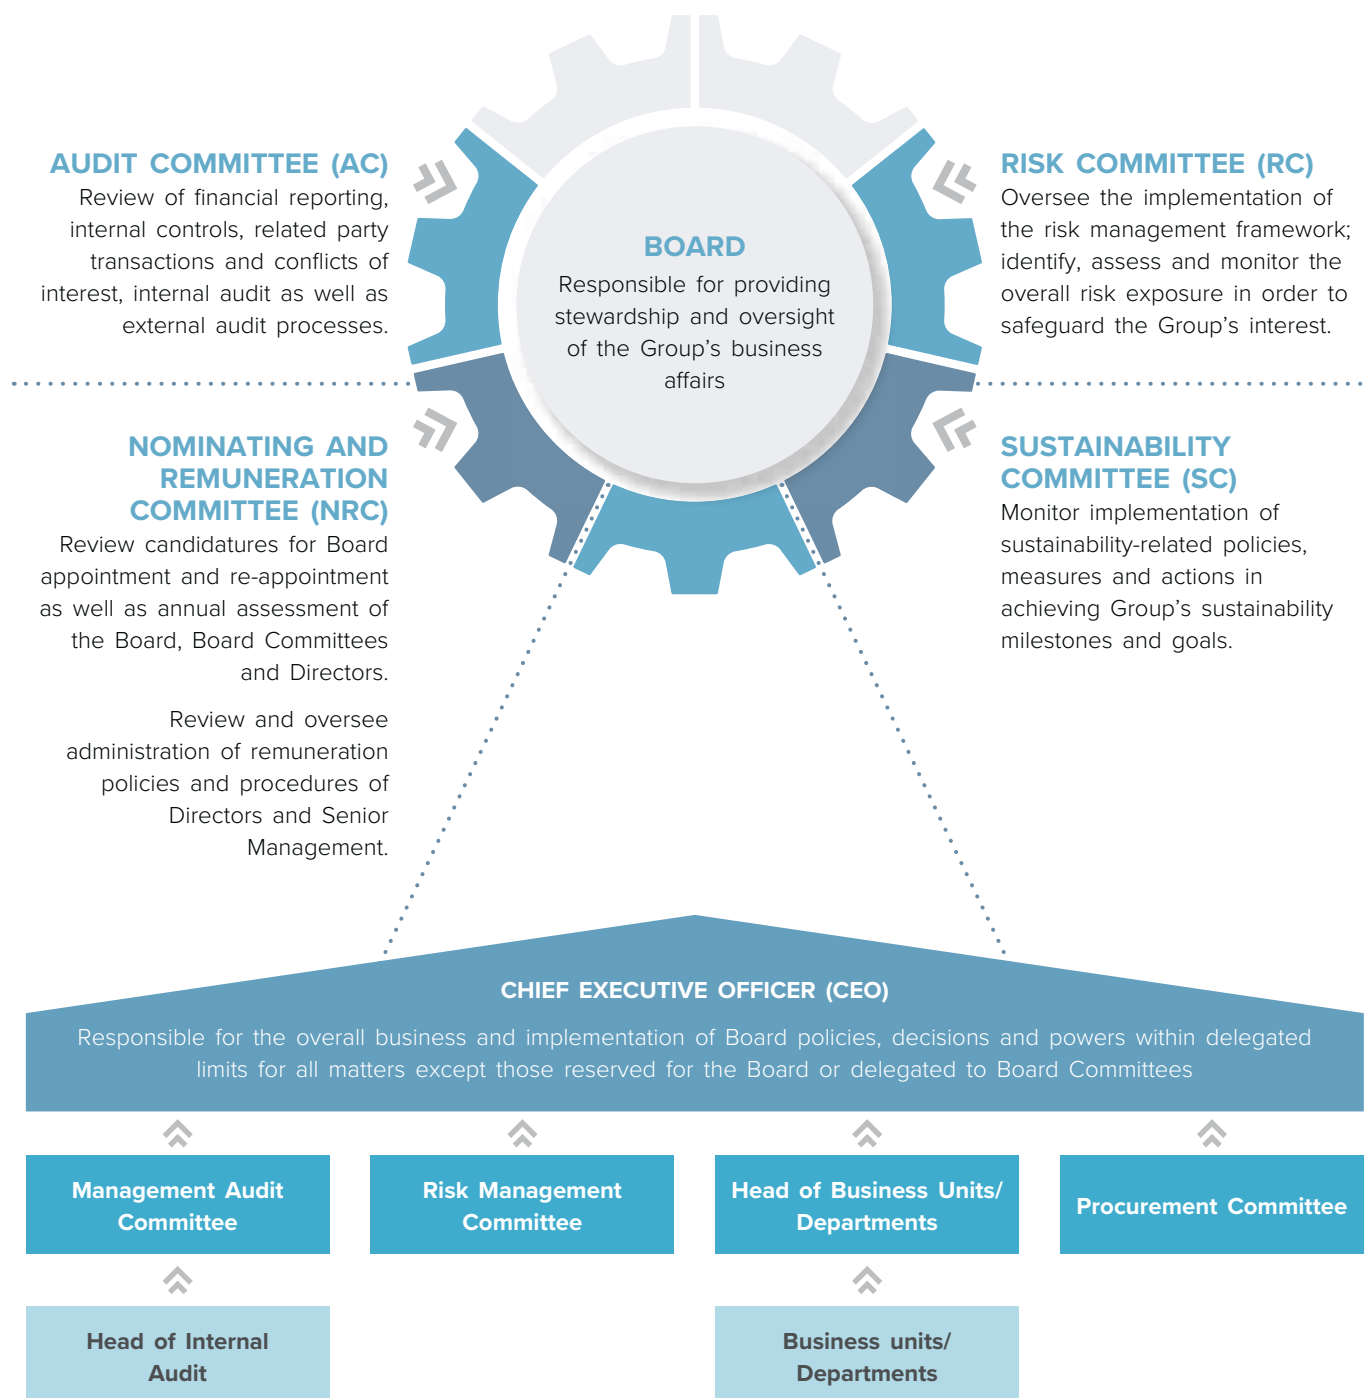 AUDIT COMMITTEE (AC)
Review of financial reporting,
internal controls, related party
transactions and conflicts of
interest, internal audit as well as
external audit processes.
BOARD
Responsible for providing
stewardship and oversight
of the Group’s business
affairs
RISK COMMITTEE (RC)
Oversee the implementation of
the risk management framework;
identify, assess and monitor the
overall risk exposure in order to
safeguard the Group’s interest.
NOMINATING AND
REMUNERATION
COMMITTEE (NRC)
Review candidatures for Board
appointment and re-appointment
as well as annual assessment of
the Board, Board Committees
and Directors.
Review and oversee
administration of remuneration
policies and procedures of
Directors and Senior
Management.
SUSTAINABILITY
COMMITTEE (SC)
Monitor implementation of
sustainability-related policies,
measures and actions in
achieving Group’s sustainability
milestones and goals.
CHIEF EXECUTIVE OFFICER (CEO)
Responsible for the overall business and implementation of Board policies, decisions and powers within delegated
limits for all matters except those reserved for the Board or delegated to Board Committees
Management Audit
Committee
Risk Management
Committee
Head of Business Units/
Departments
Procurement Committee
Head of Internal
Audit
Business units/
Departments